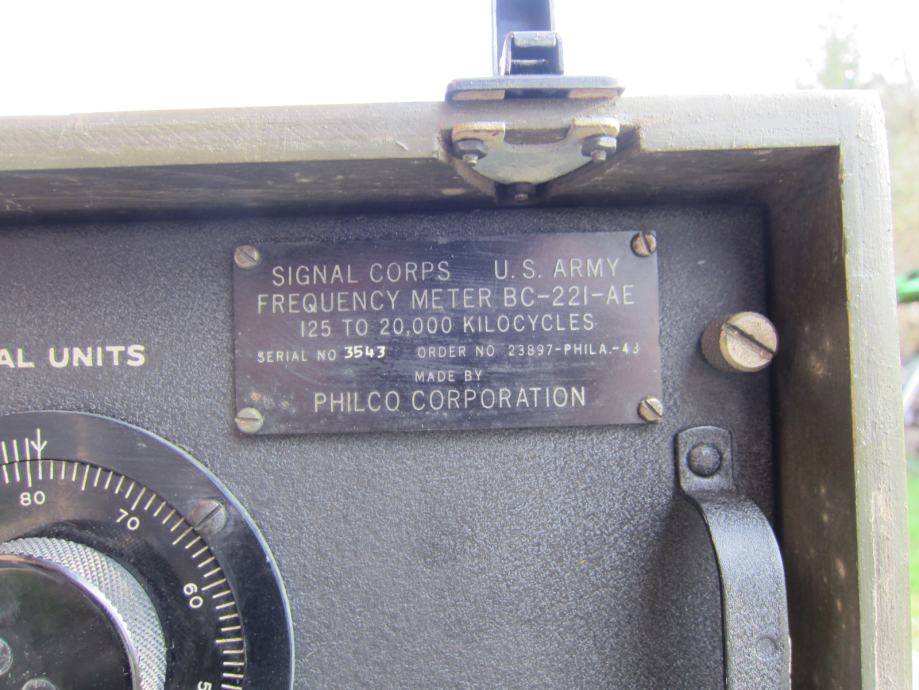 SIGNAL CORPS U.S. ARMY
FREQUENCY METER BC-221-AE
125 TO 20,000 KILOCYCLES
SERIAL NO 3543 ORDER NO 23897-PHILA.-43
MADE BY
PHILCO CORPORATION
AL UNITS
80
70
60
5